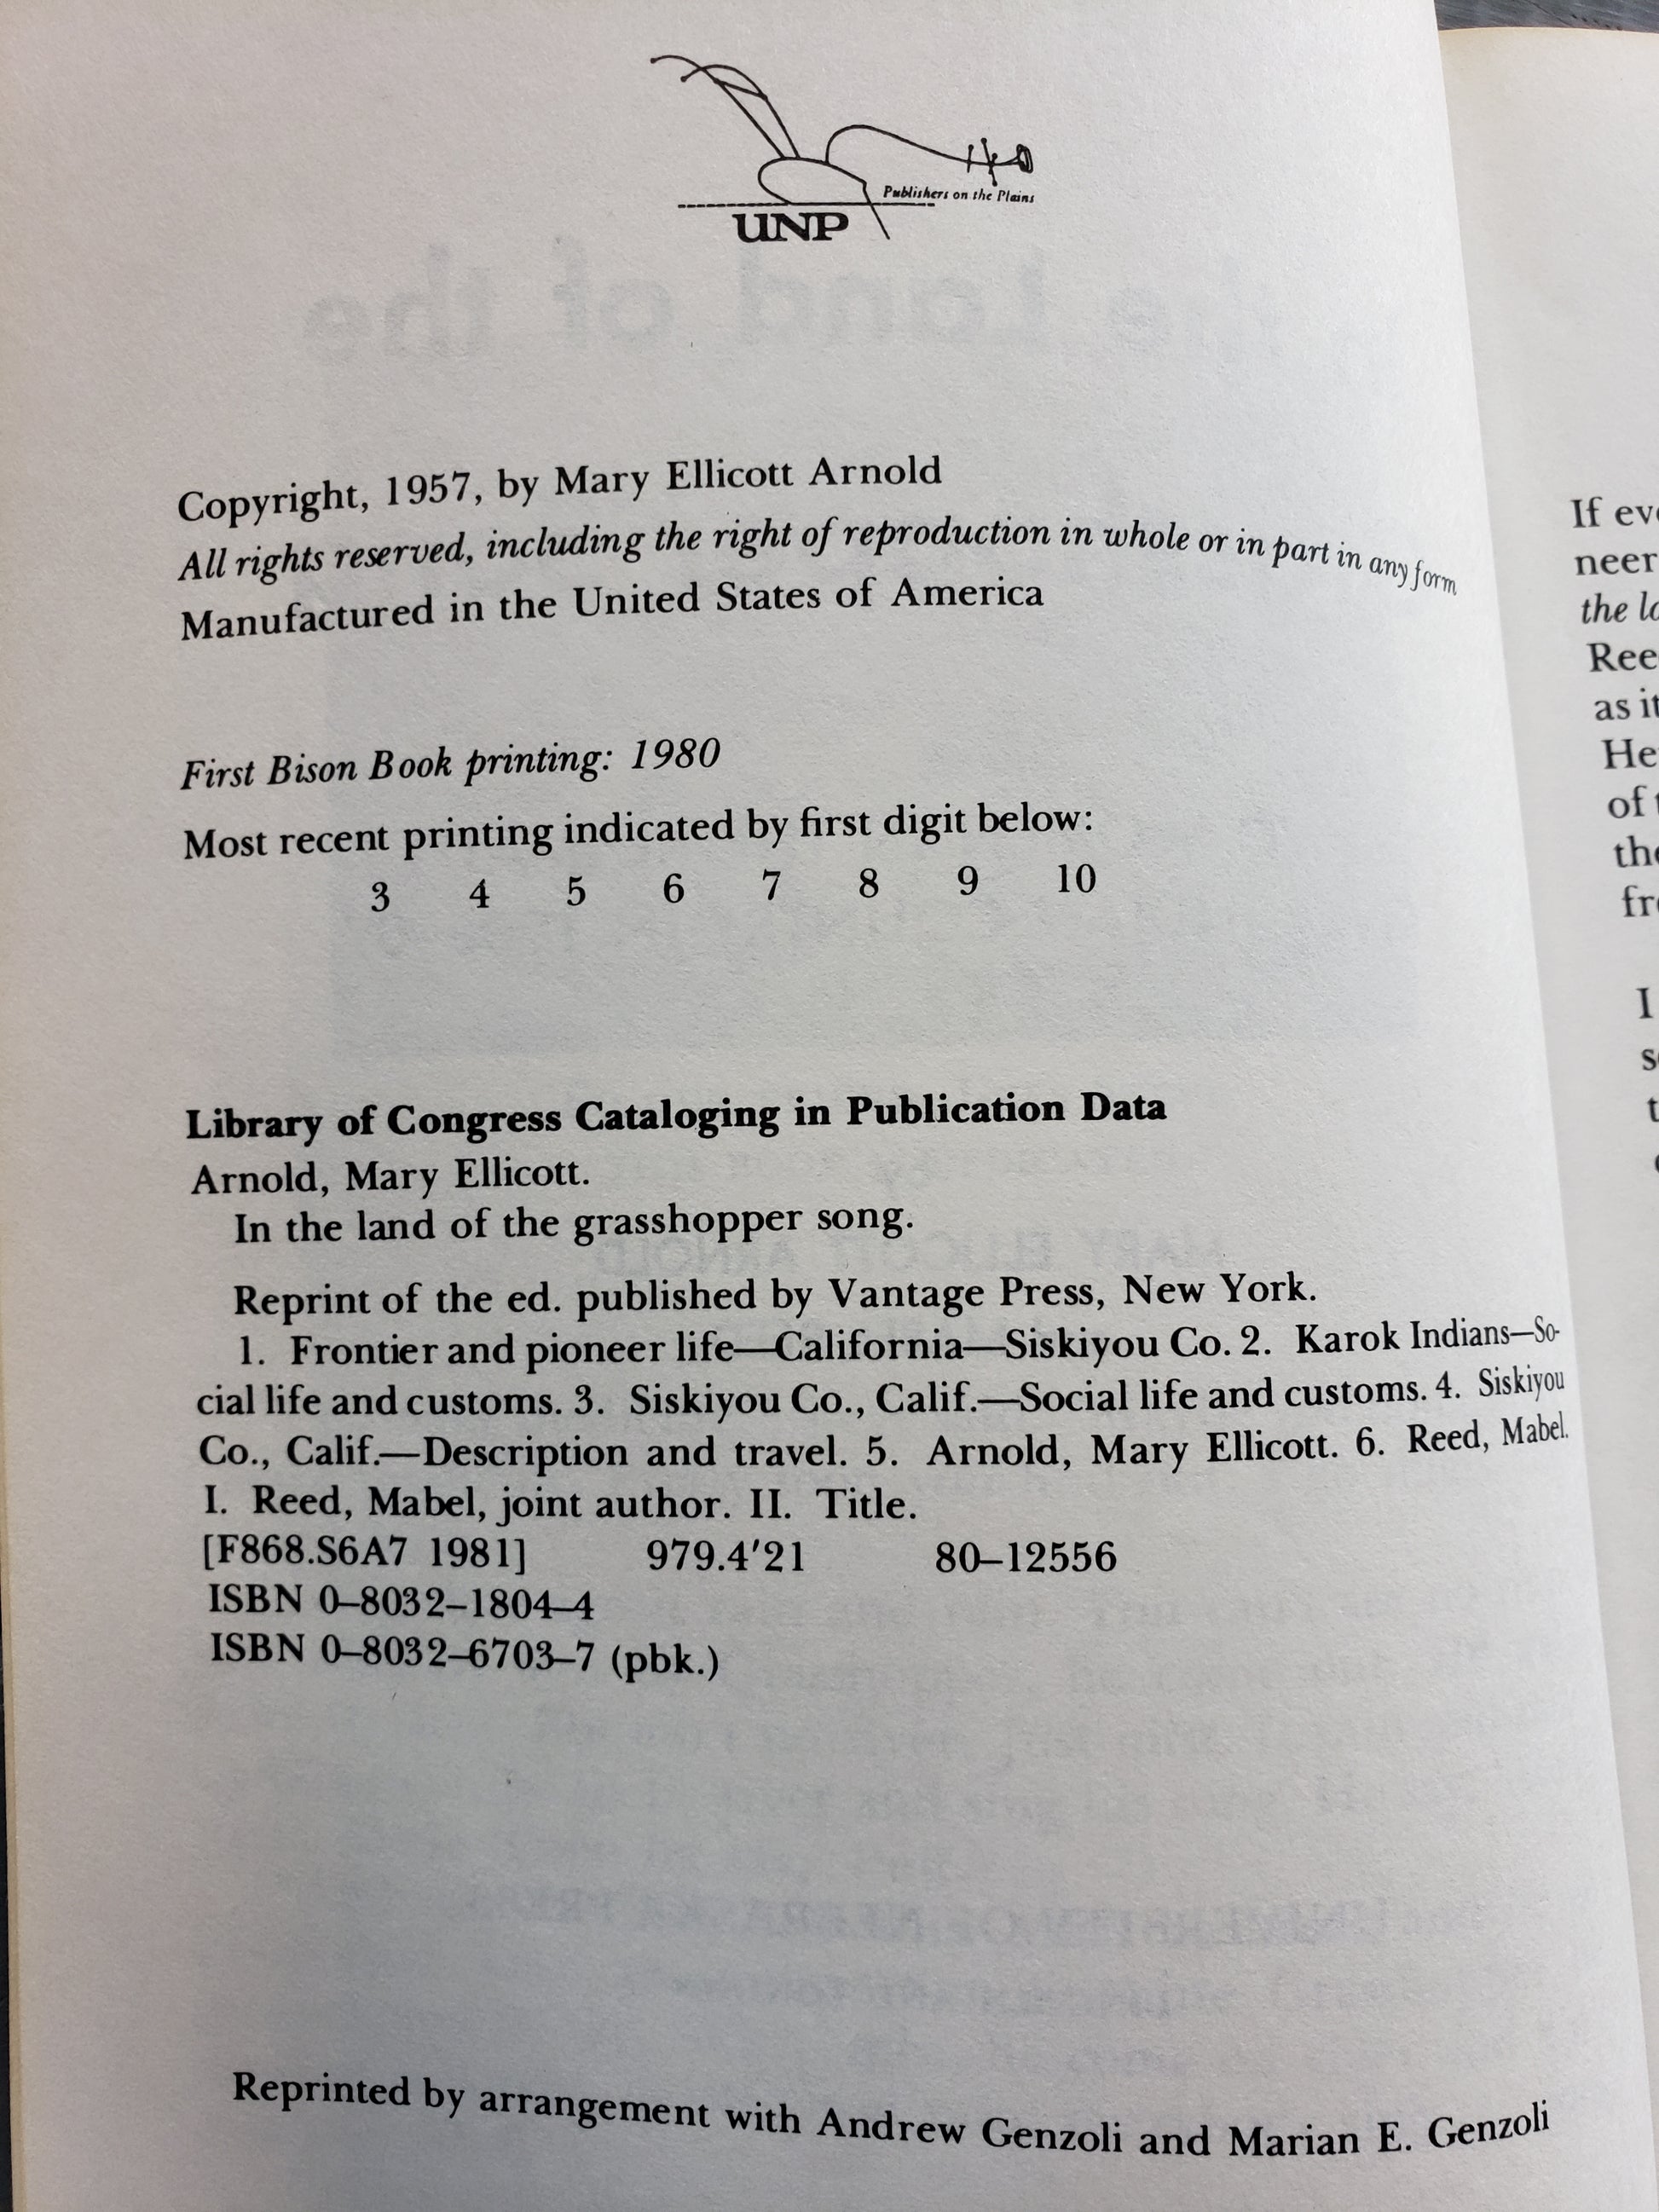 Publishers on the Plains
UNP
Copyright, 1957, by Mary Ellicott Arnold
All rights reserved, including the right of reproduction in whole or in part in any form
Manufactured in the United States of America
First Bison Book printing: 1980
Most recent printing indicated by first digit below:
3 4 5 6 7 8 9 10
Library of Congress Cataloging in Publication Data
Arnold, Mary Ellicott.
In the land of the grasshopper song.
Reprint of the ed. published by Vantage Press, New York.
1. Frontier and pioneer life—California—Siskiyou Co. 2. Karok Indians—So-
cial life and customs. 3. Siskiyou Co., Calif.—Social life and customs. 4. Siskiyou
Co., Calif.—Description and travel. 5. Arnold, Mary Ellicott. 6. Reed, Mabel.
I. Reed, Mabel, joint author. II. Title.
[F868.S6A7 1981] 979.4'21 80–12556
ISBN 0–8032–1804–4
ISBN 0–8032–6703–7 (pbk.)
Reprinted by arrangement with Andrew Genzoli and Marian E. Genzoli
If
the
as
He
of
I